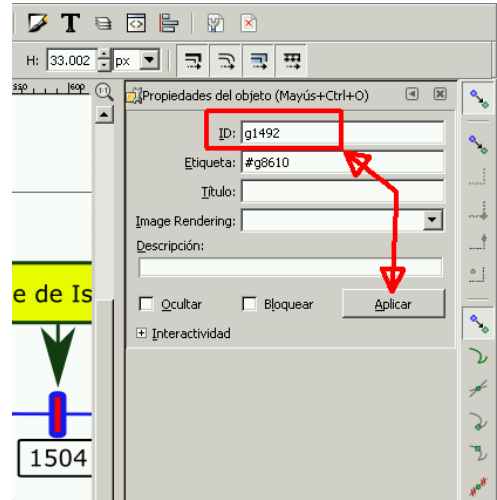 T
H: 33.002 px
550 600
1:1
Propiedades del objeto (Mayús+Ctrl+O)
ID: g1492
Etiqueta: #g8610
Título:
Image Rendering:
Descripción:
Ocultar Bloquear Aplicar
Interactividad
e de Is
1504